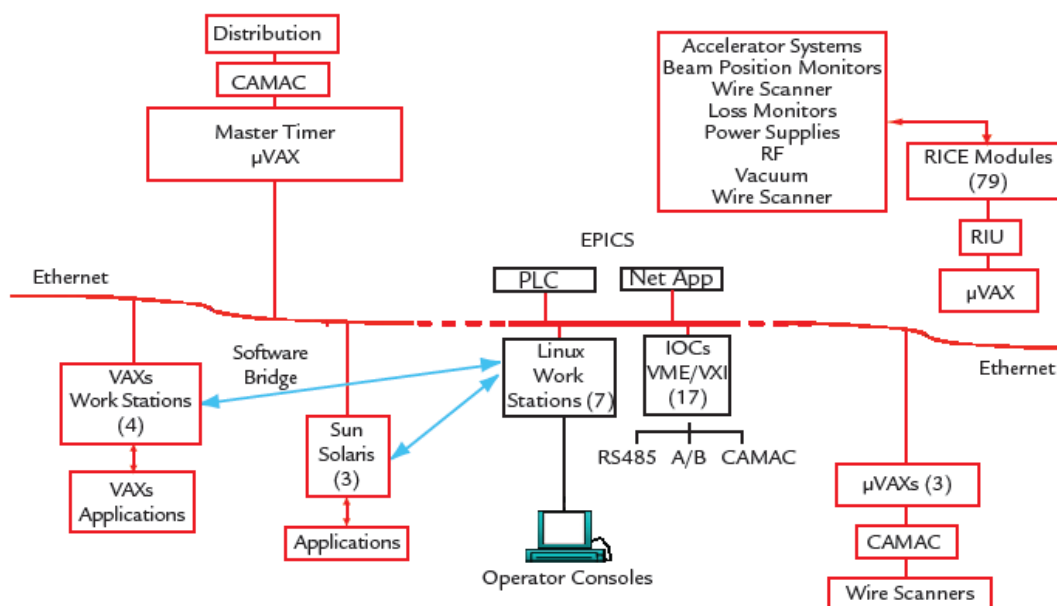 Distribution
CAMAC
Master Timer
µVAX
Accelerator Systems
Beam Position Monitors
Wire Scanner
Loss Monitors
Power Supplies
RF
Vacuum
Wire Scanner
RICE Modules
(79)
RIU
µVAX
EPICS
PLC
Net App
Ethernet
Ethernet
Software
Bridge
VAXs
Work Stations
(4)
VAXs
Applications
Sun
Solaris
(3)
Applications
Linux
Work
Stations (7)
IOCs
VME/VXI
(17)
RS485 A/B CAMAC
Operator Consoles
µVAXs (3)
CAMAC
Wire Scanners